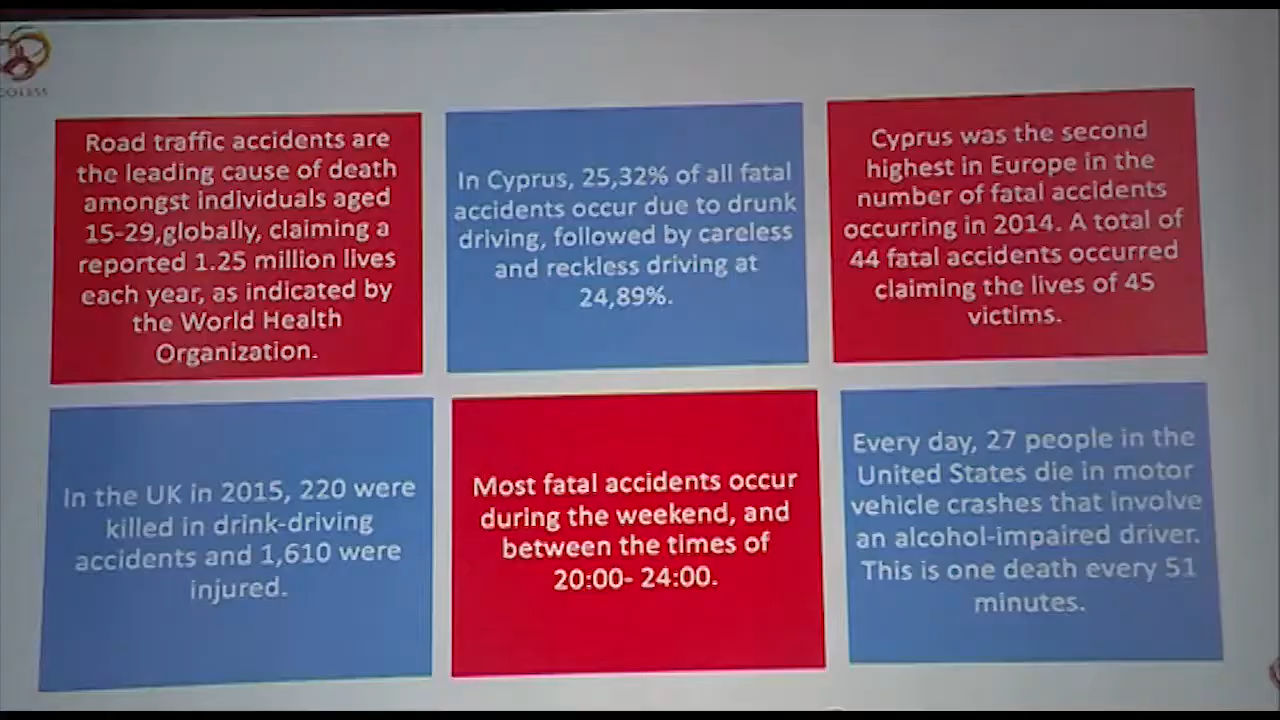 Road traffic accidents are
the leading cause of death
amongst individuals aged
15-29,globally, claiming a
reported 1.25 million lives
each year, as indicated by
the World Health
Organization.
In Cyprus, 25,32% of all fatal
accidents occur due to drunk
driving, followed by careless
and reckless driving at
24,89%.
Cyprus was the second
highest in Europe in the
number of fatal accidents
occurring in 2014. A total of
44 fatal accidents occurred
claiming the lives of 45
victims.
In the UK in 2015, 220 were
killed in drink-driving
accidents and 1,610 were
injured.
Most fatal accidents occur
during the weekend, and
between the times of
20:00- 24:00.
Every day, 27 people in the
United States die in motor
vehicle crashes that involve
an alcohol-impaired driver.
This is one death every 51
minutes.